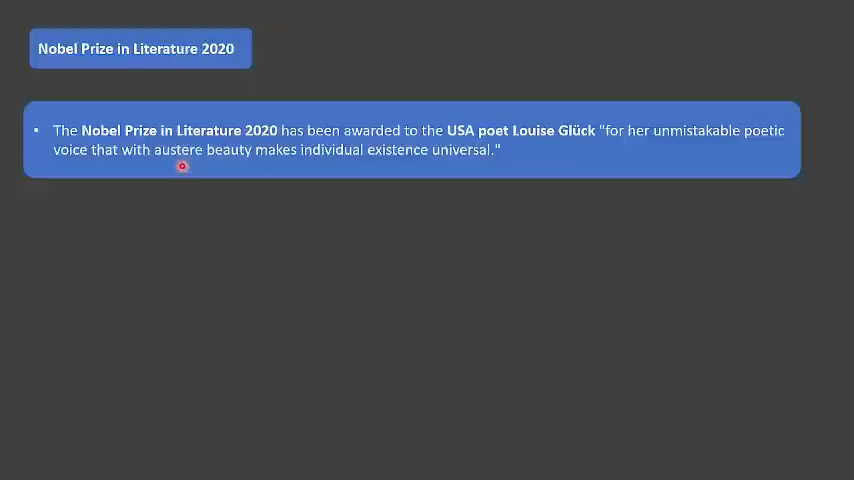 Nobel Prize in Literature 2020
• The Nobel Prize in Literature 2020 has been awarded to the USA poet Louise Glück "for her unmistakable poetic
voice that with austere beauty makes individual existence universal."